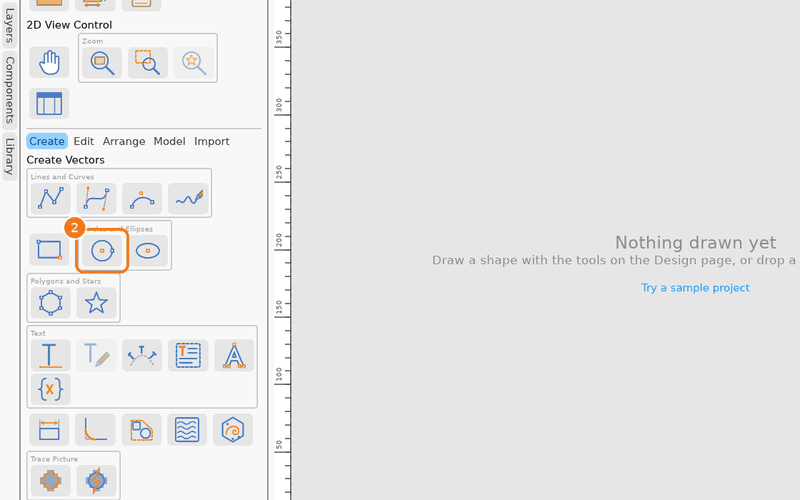 Layers
Components
Library
2D View Control
Zoom
Create Edit Arrange Model Import
Create Vectors
Lines and Curves
2
and Ellipses
Polygons and Stars
Text
Trace Picture
350
300
250
200
150
100
50
Nothing drawn yet
Draw a shape with the tools on the Design page, or drop a
Try a sample project